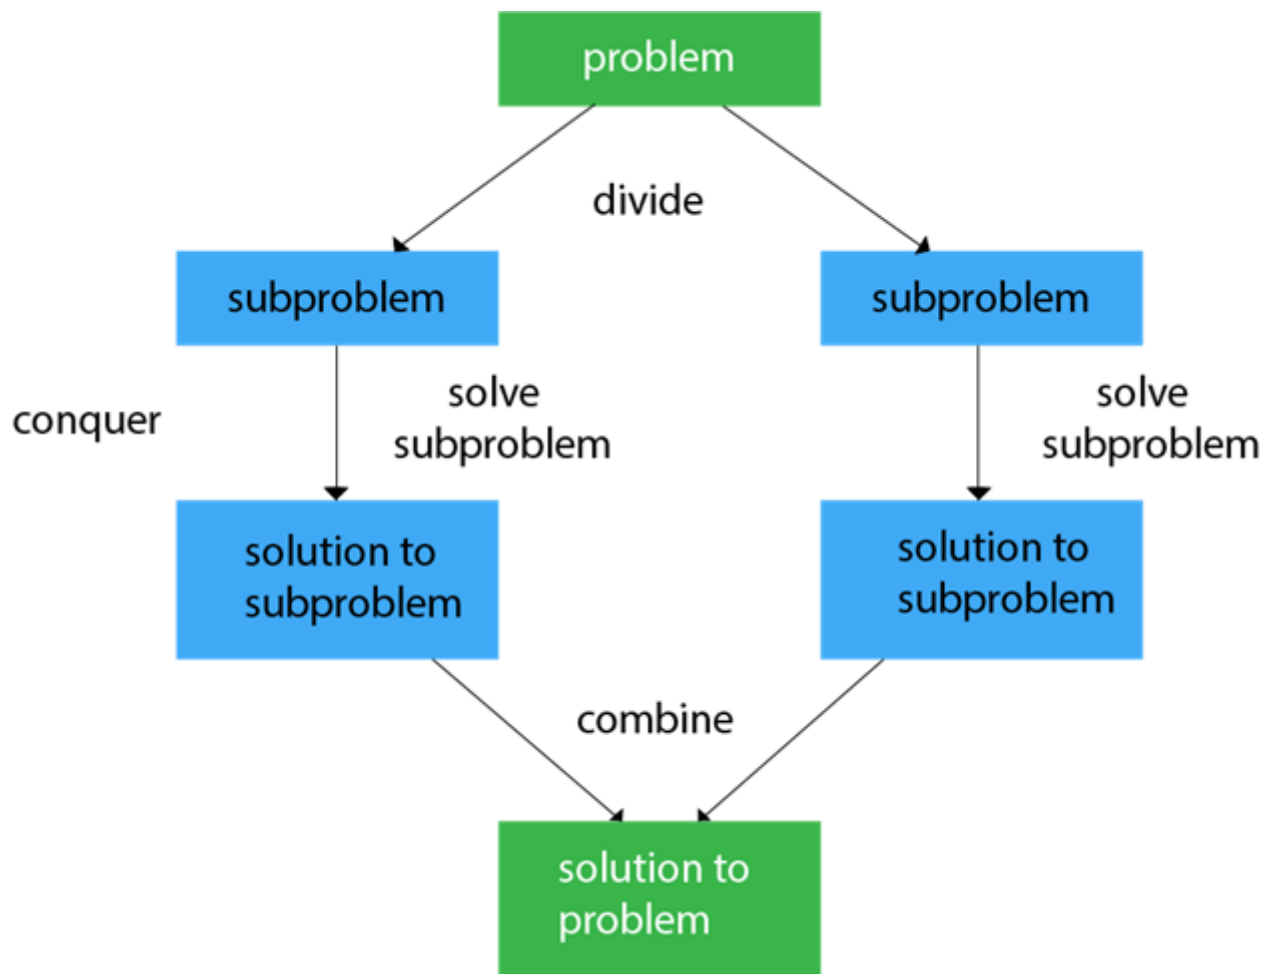 problem
divide
subproblem
subproblem
conquer
solve
subproblem
solve
subproblem
solution to
subproblem
solution to
subproblem
combine
solution to
problem